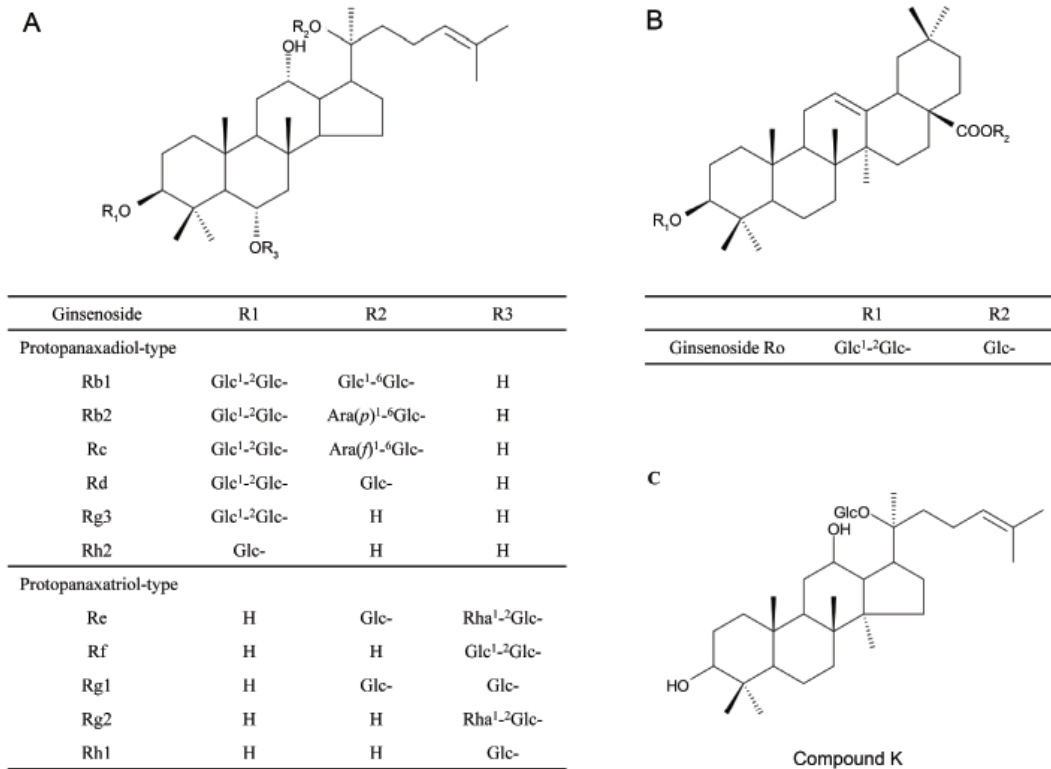 A
R₂O
OH
R₁O
OR₃
Ginsenoside R1 R2 R3
Protopanaxadiol-type
Rb1 Glc¹-²Glc- Glc¹-⁶Glc- H
Rb2 Glc¹-²Glc- Ara(p)¹-⁶Glc- H
Rc Glc¹-²Glc- Ara(f)¹-⁶Glc- H
Rd Glc¹-²Glc- Glc- H
Rg3 Glc¹-²Glc- H H
Rh2 Glc- H H
Protopanaxatriol-type
Re H Glc- Rha¹-²Glc-
Rf H H Glc¹-²Glc-
Rg1 H Glc- Glc-
Rg2 H H Rha¹-²Glc-
Rh1 H H Glc-
B
COOR₂
R₁O
R1 R2
Ginsenoside Ro Glc¹-²Glc- Glc-
C
GlcO
OH
HO
Compound K